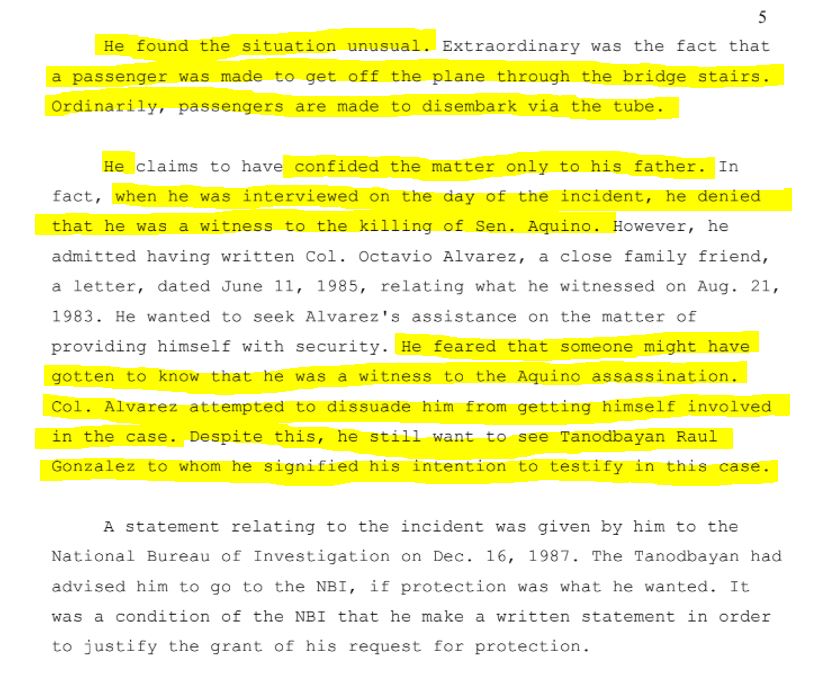 5
He found the situation unusual. Extraordinary was the fact that
a passenger was made to get off the plane through the bridge stairs.
Ordinarily, passengers are made to disembark via the tube.
He claims to have confided the matter only to his father. In
fact, when he was interviewed on the day of the incident, he denied
that he was a witness to the killing of Sen. Aquino. However, he
admitted having written Col. Octavio Alvarez, a close family friend,
a letter, dated June 11, 1985, relating what he witnessed on Aug. 21,
1983. He wanted to seek Alvarez's assistance on the matter of
providing himself with security. He feared that someone might have
gotten to know that he was a witness to the Aquino assassination.
Col. Alvarez attempted to dissuade him from getting himself involved
in the case. Despite this, he still want to see Tanodbayan Raul
Gonzalez to whom he signified his intention to testify in this case.
A statement relating to the incident was given by him to the
National Bureau of Investigation on Dec. 16, 1987. The Tanodbayan had
advised him to go to the NBI, if protection was what he wanted. It
was a condition of the NBI that he make a written statement in order
to justify the grant of his request for protection.